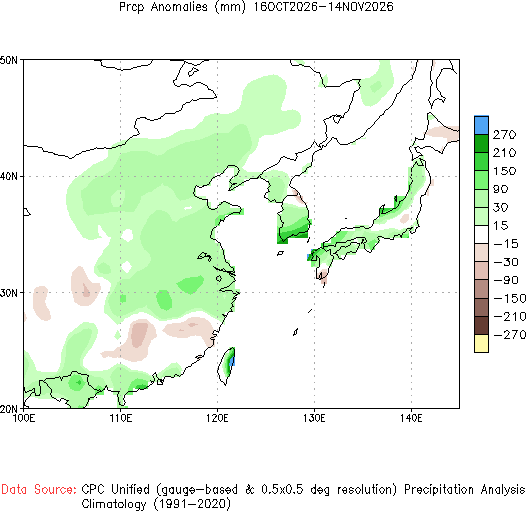 Prcp Anomalies (mm) 16OCT2026-14NOV2026
50N
40N
30N
20N
100E 110E 120E 130E 140E
270
210
150
90
30
15
-15
-30
-90
-150
-210
-270
Data Source: CPC Unified (gauge-based & 0.5x0.5 deg resolution) Precipitation Analysis
Climatology (1991-2020)